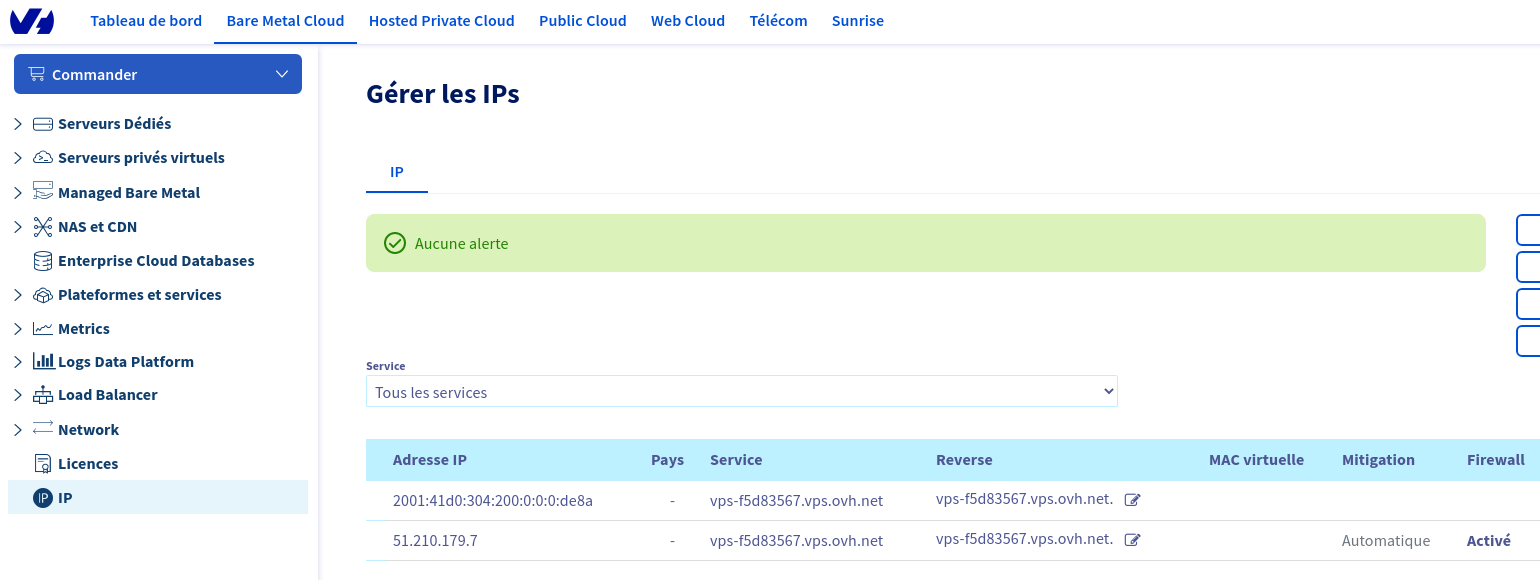 Tableau de bord Bare Metal Cloud Hosted Private Cloud Public Cloud Web Cloud Télécom Sunrise
Commander
Serveurs Dédiés
Serveurs privés virtuels
Managed Bare Metal
NAS et CDN
Enterprise Cloud Databases
Plateformes et services
Metrics
Logs Data Platform
Load Balancer
Network
Licences
IP IP
Gérer les IPs
IP
Aucune alerte
Service
Tous les services
Adresse IP Pays Service Reverse MAC virtuelle Mitigation Firewall
2001:41d0:304:200:0:0:0:de8a - vps-f5d83567.vps.ovh.net vps-f5d83567.vps.ovh.net.
51.210.179.7 - vps-f5d83567.vps.ovh.net vps-f5d83567.vps.ovh.net. Automatique Activé